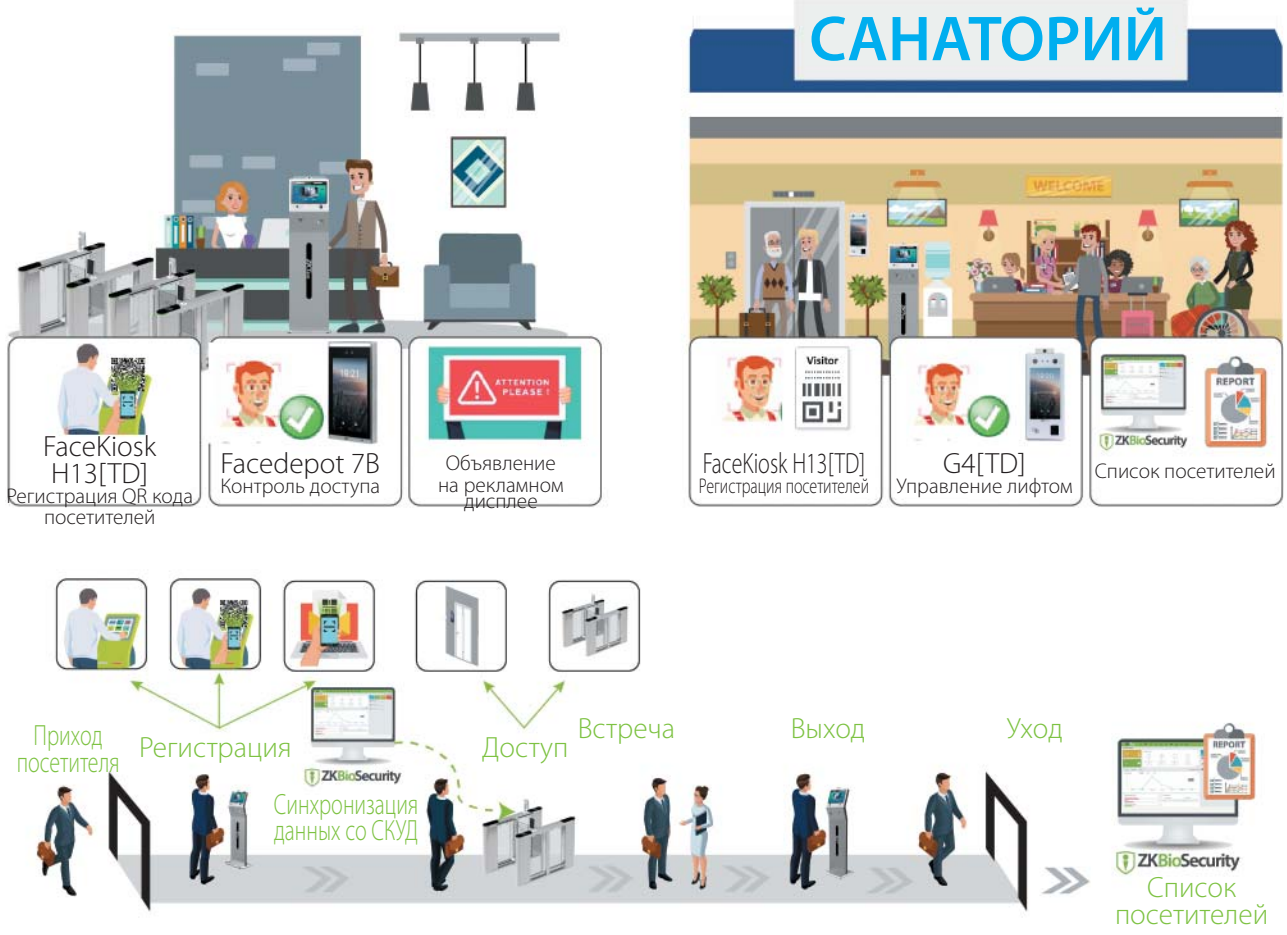 САНАТОРИЙ
WELCOME
ATTENTION
PLEASE !
FaceKiosk
H13[TD]
Регистрация QR кода
посетителей
18:21
Facedepot 7B
Контроль доступа
Объявление
на рекламном
дисплее
Visitor
FaceKiosk H13[TD]
Регистрация посетителей
G4[TD]
Управление лифтом
REPORT
ZKBioSecurity
Список посетителей
Приход
посетителя
Регистрация
ZKBioSecurity
Синхронизация
данных со СКУД
Доступ
Встреча
Выход
Уход
REPORT
ZKBioSecurity
Список
посетителей